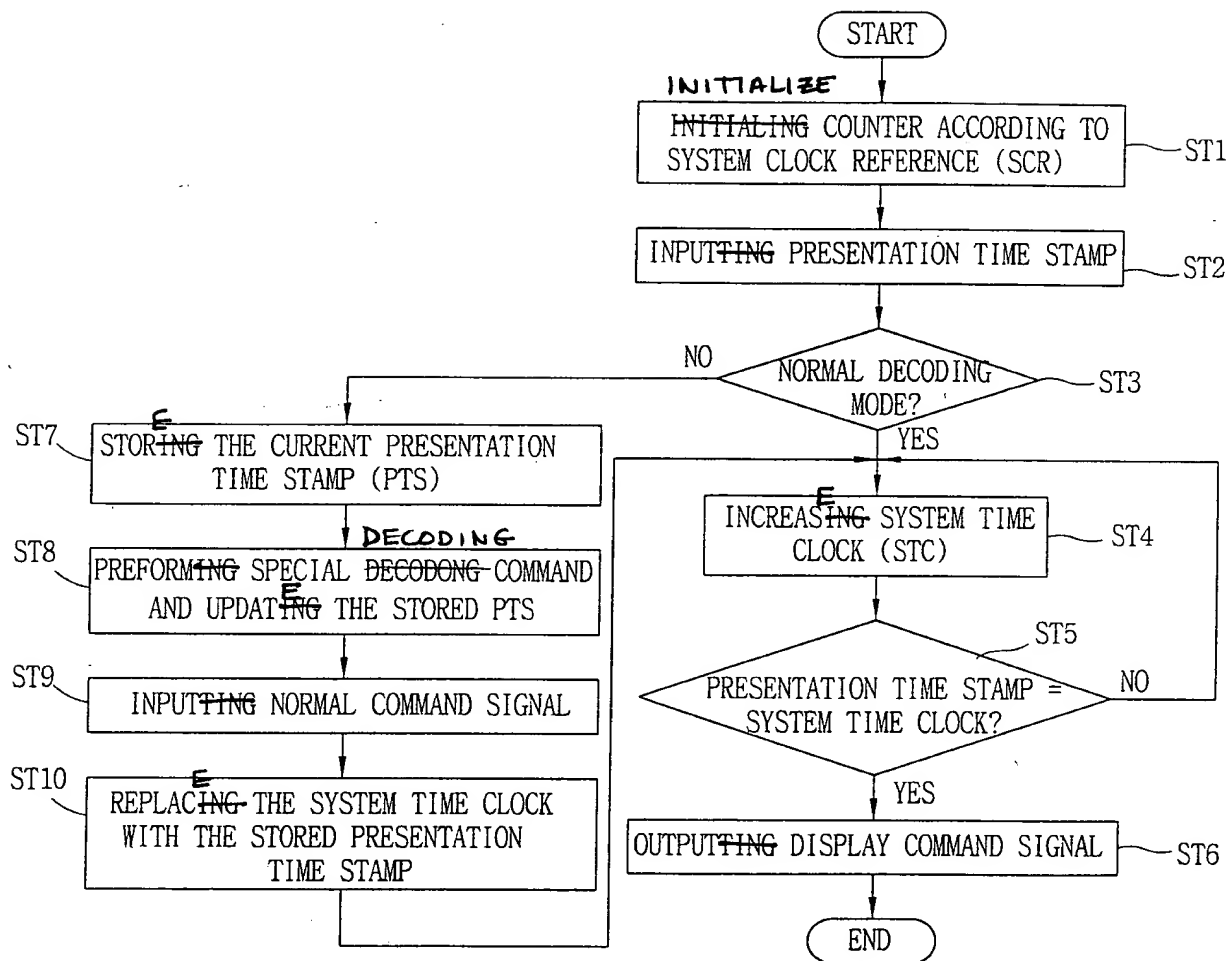 START
INITIALIZE
INITIALING COUNTER ACCORDING TO
SYSTEM CLOCK REFERENCE (SCR)
ST1
INPUTTING PRESENTATION TIME STAMP
ST2
NORMAL DECODING
MODE?
ST3
NO
YES
ST7
E
STORING THE CURRENT PRESENTATION
TIME STAMP (PTS)
ST8
DECODING
PREFORMING SPECIAL DECODONG COMMAND
E
AND UPDATING THE STORED PTS
ST9
INPUTTING NORMAL COMMAND SIGNAL
ST10
E
REPLACING THE SYSTEM TIME CLOCK
WITH THE STORED PRESENTATION
TIME STAMP
E
INCREASING SYSTEM TIME
CLOCK (STC)
ST4
ST5
PRESENTATION TIME STAMP =
SYSTEM TIME CLOCK?
NO
YES
OUTPUTTING DISPLAY COMMAND SIGNAL
ST6
END